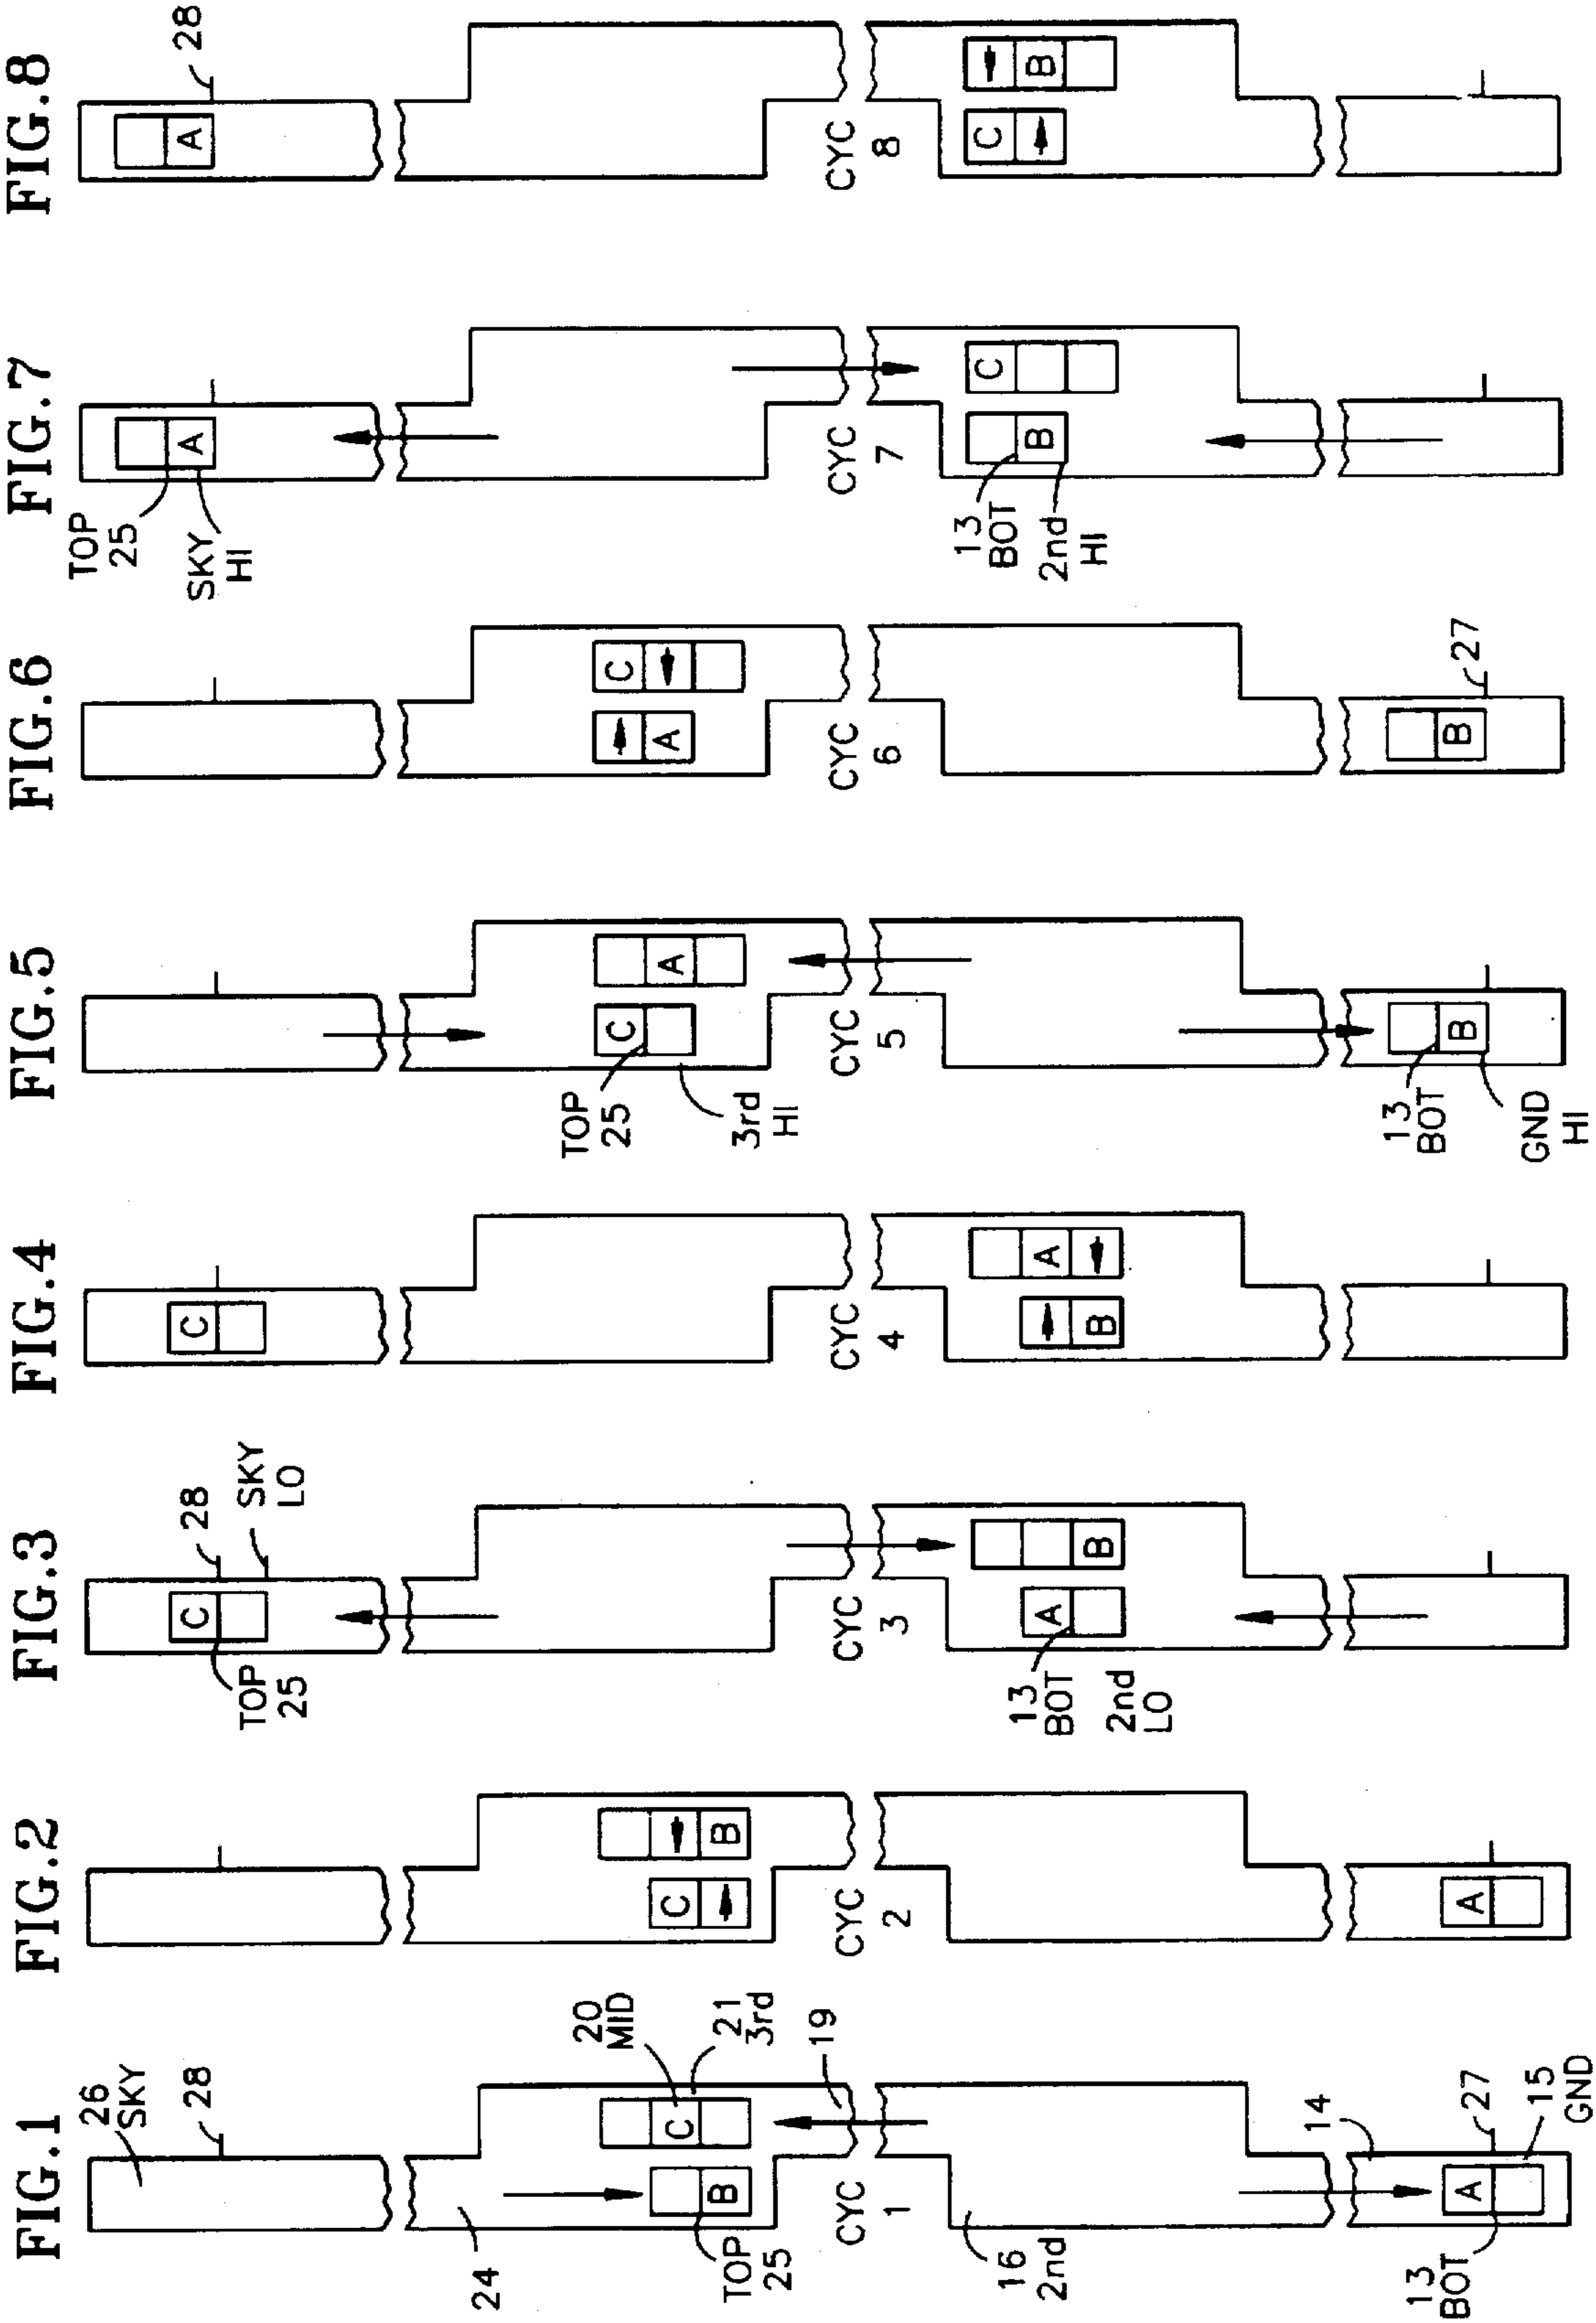 FIG.1
26
SKY
28
24
20
MID
21
3rd
C
B
TOP
25
19
CYC
1
16
2nd
14
27
15
GND
A
13
BOT
FIG.2
C
B
CYC
2
A
FIG.3
28
SKY
LO
C
TOP
25
CYC
3
A
B
13
BOT
2nd
LO
FIG.4
C
CYC
4
A
B
FIG.5
C
A
TOP
25
3rd
HI
CYC
5
B
13
BOT
GND
HI
FIG.6
C
A
CYC
6
27
B
FIG.7
A
TOP
25
SKY
HI
CYC
7
C
B
13
BOT
2nd
HI
FIG.8
28
A
CYC
8
C
B